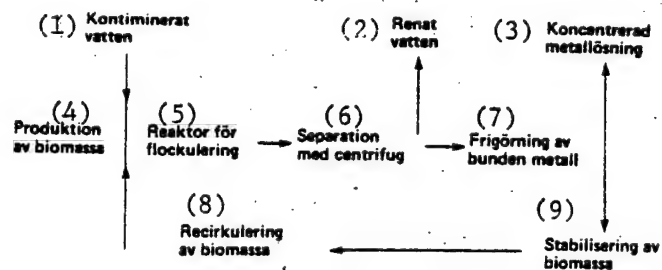 (1) Kontiminerat
vatten
(2) Renat
vatten
(3) Koncentrerad
metallösning
(4)
Produktion
av biomassa
(5)
Reaktor för
flockulering
(6)
Separation
med centrifug
(7)
Frigörning av
bunden metall
(8)
Recirkulering
av biomassa
(9)
Stabilisering av
biomassa